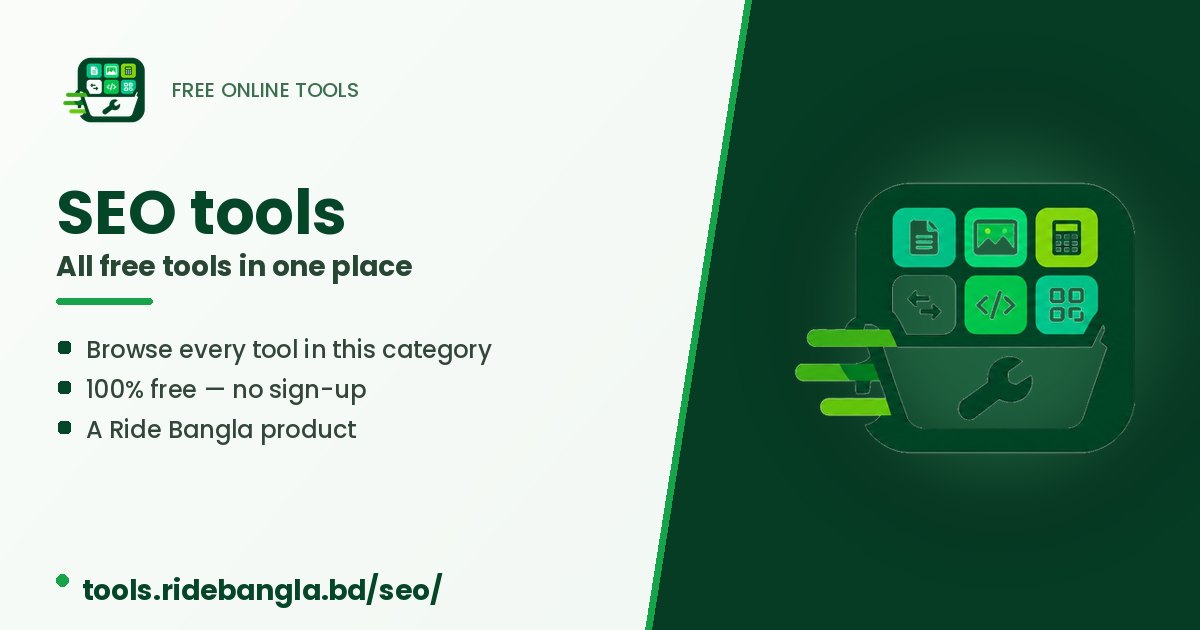 FREE ONLINE TOOLS
SEO tools
All free tools in one place
Browse every tool in this category
100% free — no sign-up
A Ride Bangla product
tools.ridebangla.bd/seo/